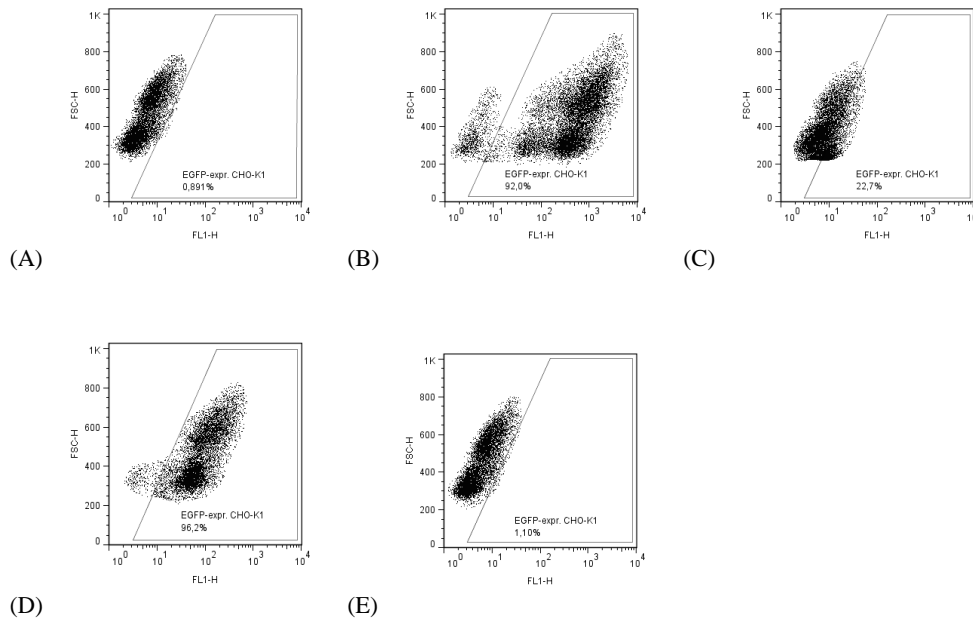 1K
800
600
400
200
0
FSC-H
EGFP-expr. CHO-K1
0,891%
10^0 10^1 10^2 10^3 10^4
FL1-H
(A)
1K
800
600
400
200
0
FSC-H
EGFP-expr. CHO-K1
92,0%
10^0 10^1 10^2 10^3 10^4
FL1-H
(B)
1K
800
600
400
200
0
FSC-H
EGFP-expr. CHO-K1
22,7%
10^0 10^1 10^2 10^3 10^4
FL1-H
(C)
1K
800
600
400
200
0
FSC-H
EGFP-expr. CHO-K1
96,2%
10^0 10^1 10^2 10^3 10^4
FL1-H
(D)
1K
800
600
400
200
0
FSC-H
EGFP-expr. CHO-K1
1,10%
10^0 10^1 10^2 10^3 10^4
FL1-H
(E)